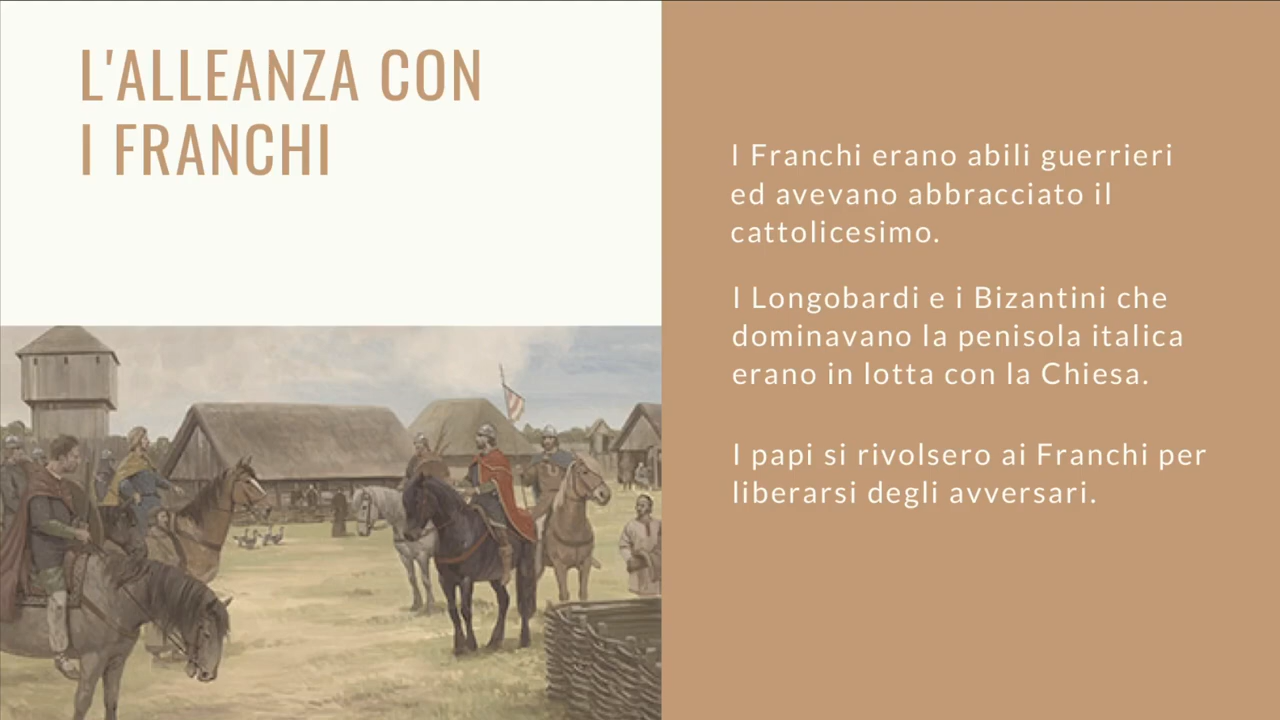 L'ALLEANZA CON
I FRANCHI
I Franchi erano abili guerrieri
ed avevano abbracciato il
cattolicesimo.
I Longobardi e i Bizantini che
dominavano la penisola italica
erano in lotta con la Chiesa.
I papi si rivolsero ai Franchi per
liberarsi degli avversari.